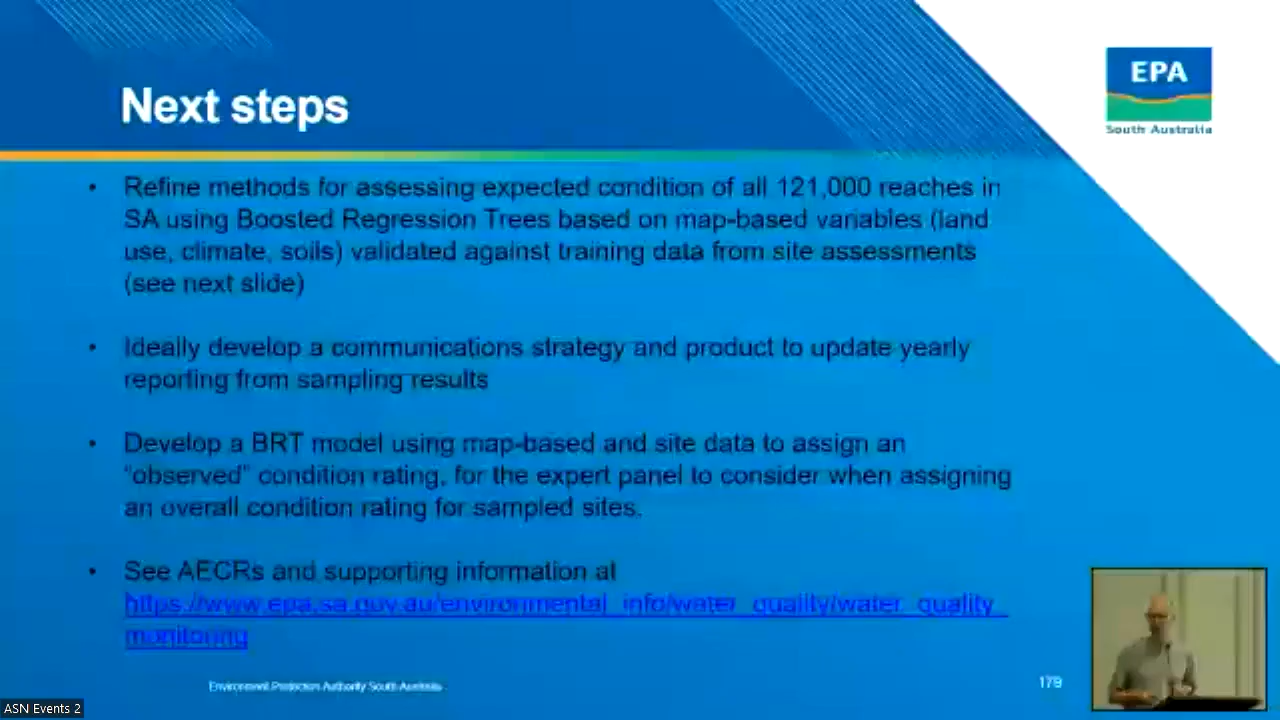 Next steps
EPA
South Australia
• Refine methods for assessing expected condition of all 121,000 reaches in
SA using Boosted Regression Trees based on map-based variables (land
use, climate, soils) validated against training data from site assessments
(see next slide)
• Ideally develop a communications strategy and product to update yearly
reporting from sampling results
• Develop a BRT model using map-based and site data to assign an
"observed" condition rating, for the expert panel to consider when assigning
an overall condition rating for sampled sites.
• See AECRs and supporting information at
https://www.epa.sa.gov.au/environmental_info/water_quality/water_quality_
monitoring
Environment Protection Authority South Australia
179
ASN Events 2